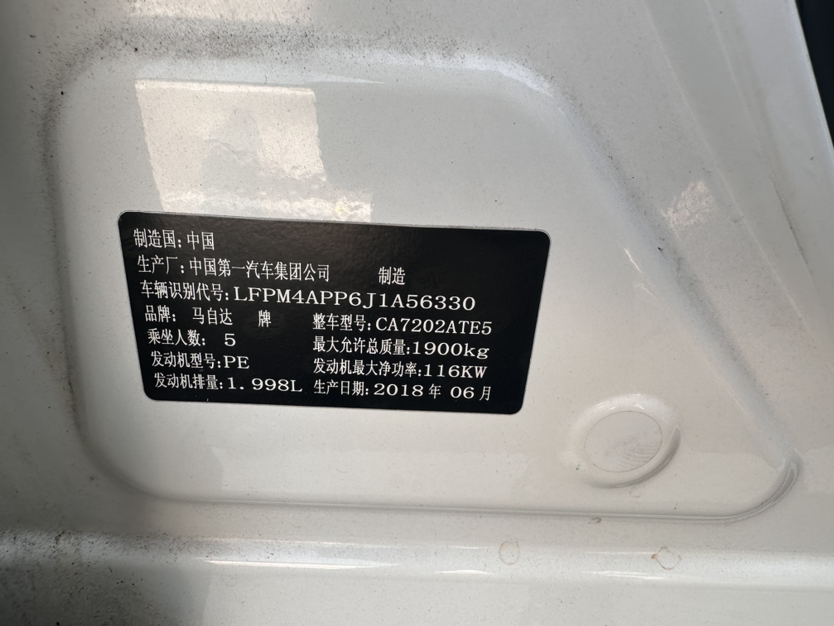 制造国:中国
生产厂:中国第一汽车集团公司 制造
车辆识别代号:LFPM4APP6J1A56330
品牌: 马自达 牌 整车型号:CA7202ATE5
乘坐人数: 5 最大允许总质量:1900kg
发动机型号:PE 发动机最大净功率:116KW
发动机排量:1.998L 生产日期:2018 年 06 月